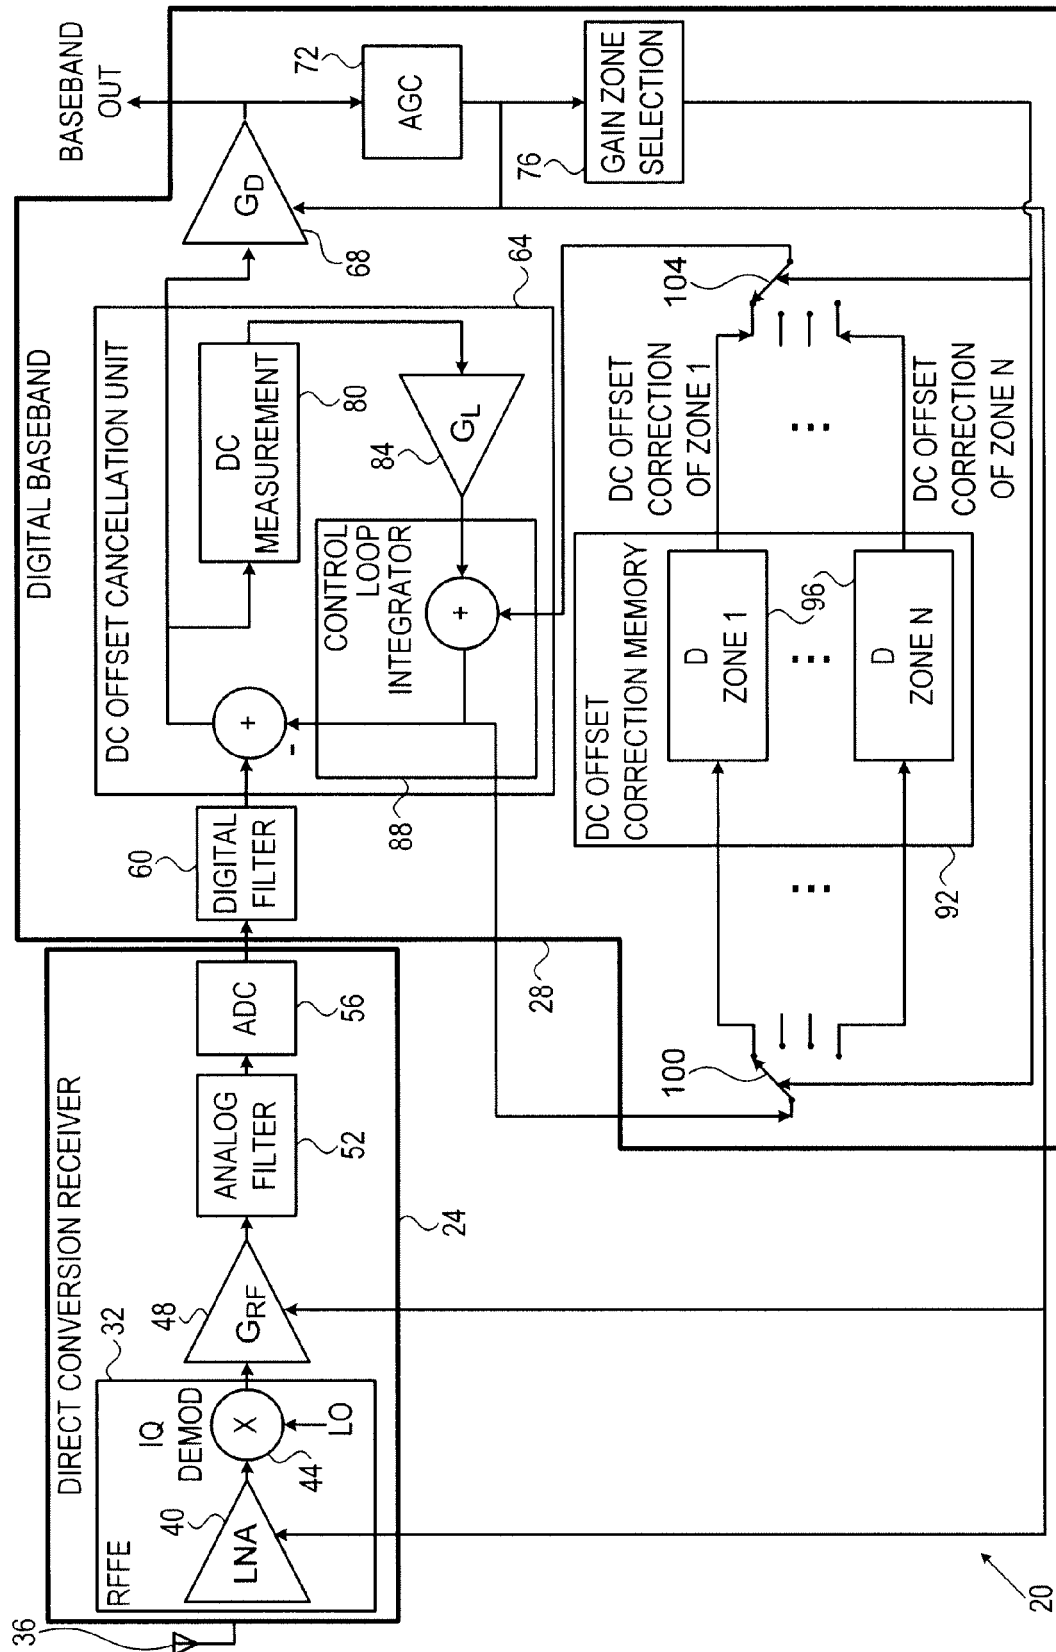 36
DIRECT CONVERSION RECEIVER
RFFE
LNA
40
IQ
DEMOD
X
44
LO
32
48
GRF
ANALOG
FILTER
52
ADC
56
24
20
DIGITAL BASEBAND
28
60
DIGITAL
FILTER
DC OFFSET CANCELLATION UNIT
64
+
-
DC
MEASUREMENT
80
84
GL
CONTROL
LOOP
INTEGRATOR
+
88
GD
68
BASEBAND
OUT
AGC
72
GAIN ZONE
SELECTION
76
100
...
DC OFFSET
CORRECTION MEMORY
92
D
ZONE 1
...
D
ZONE N
96
DC OFFSET
CORRECTION
OF ZONE 1
...
DC OFFSET
CORRECTION
OF ZONE N
104